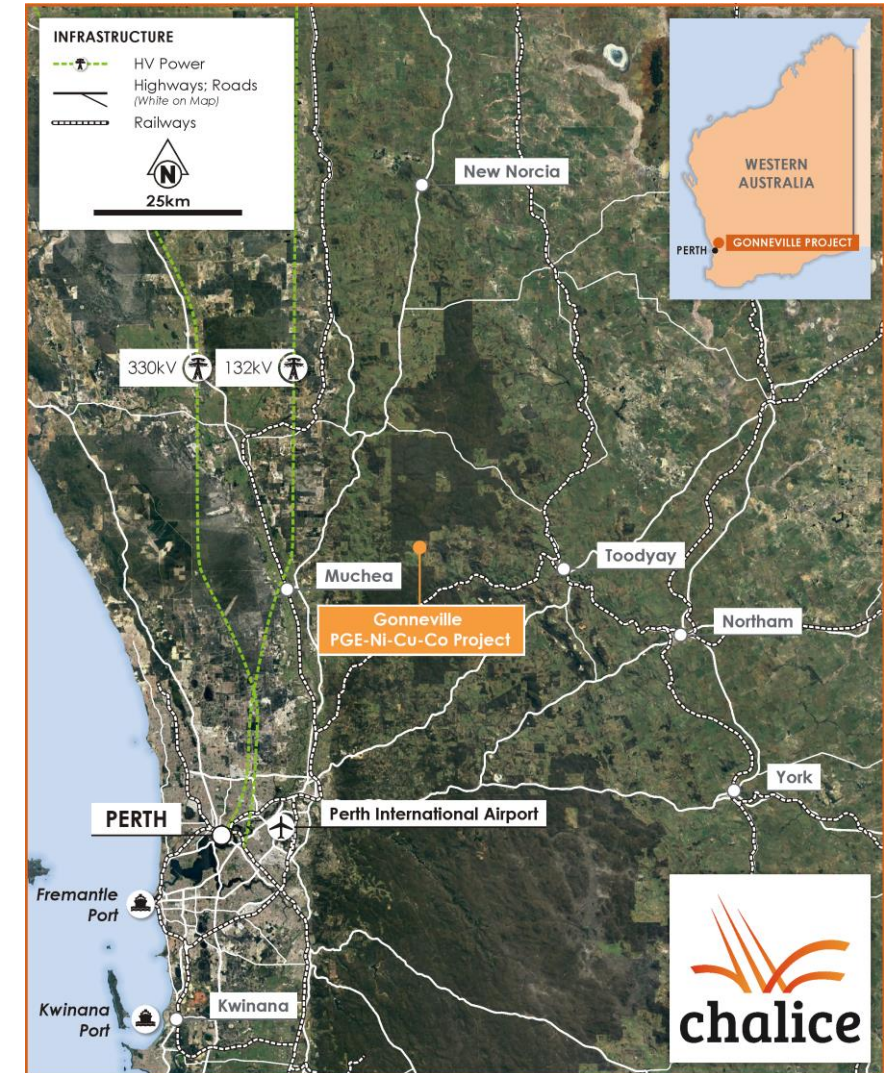 INFRASTRUCTURE
HV Power
Highways; Roads
(White on Map)
Railways
N
25km
New Norcia
WESTERN
AUSTRALIA
PERTH
GONNEVILLE PROJECT
330kV
132kV
Muchea
Toodyay
Gonneville
PGE-Ni-Cu-Co Project
Northam
York
PERTH
Perth International Airport
Fremantle
Port
Kwinana
Port
Kwinana
chalice